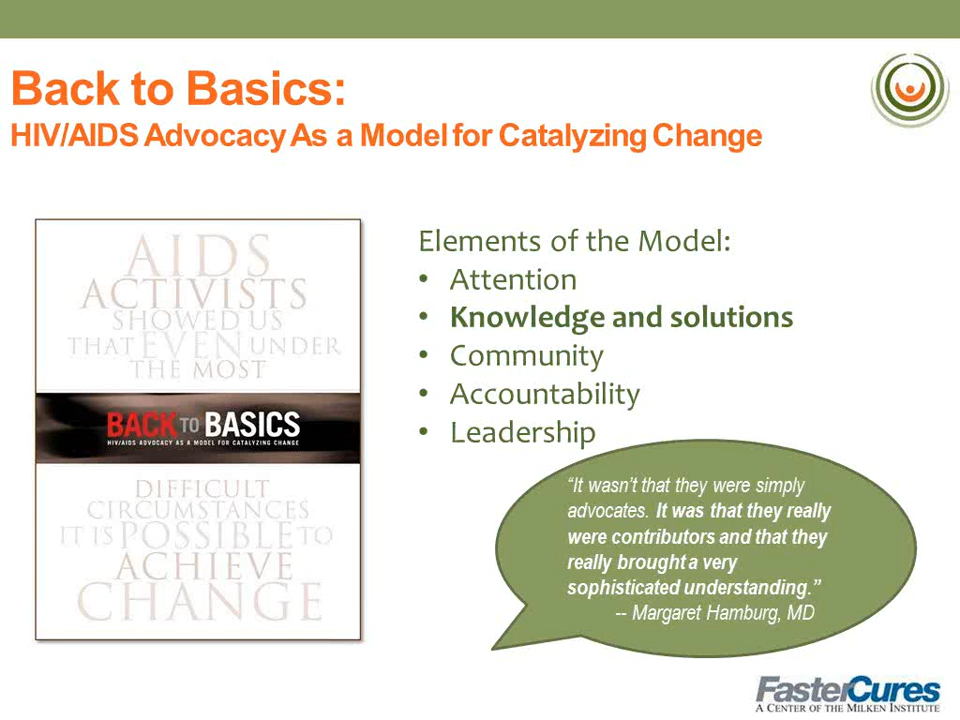 Back to Basics:
HIV/AIDS Advocacy As a Model for Catalyzing Change
AIDS
ACTIVISTS
SHOWED US
THAT EVEN UNDER
THE MOST
BACK TO BASICS
HIV/AIDS ADVOCACY AS A MODEL FOR CATALYZING CHANGE
DIFFICULT
CIRCUMSTANCES
IT IS POSSIBLE TO
ACHIEVE
CHANGE
Elements of the Model:
• Attention
• Knowledge and solutions
• Community
• Accountability
• Leadership
“It wasn’t that they were simply
advocates. It was that they really
were contributors and that they
really brought a very
sophisticated understanding.”
-- Margaret Hamburg, MD
FasterCures
A CENTER OF THE MILKEN INSTITUTE